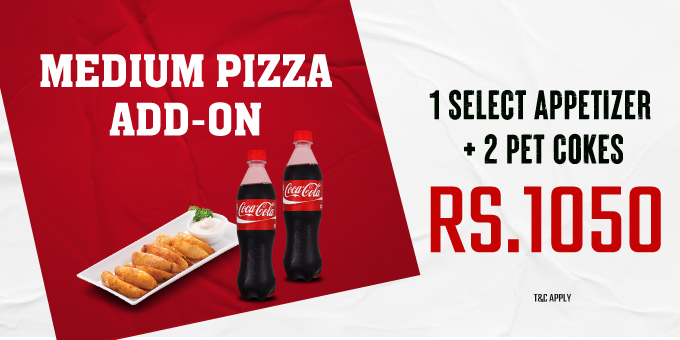 MEDIUM PIZZA
ADD-ON
Coca-Cola
Coca-Cola
1 SELECT APPETIZER
+ 2 PET COKES
RS.1050
T&C APPLY